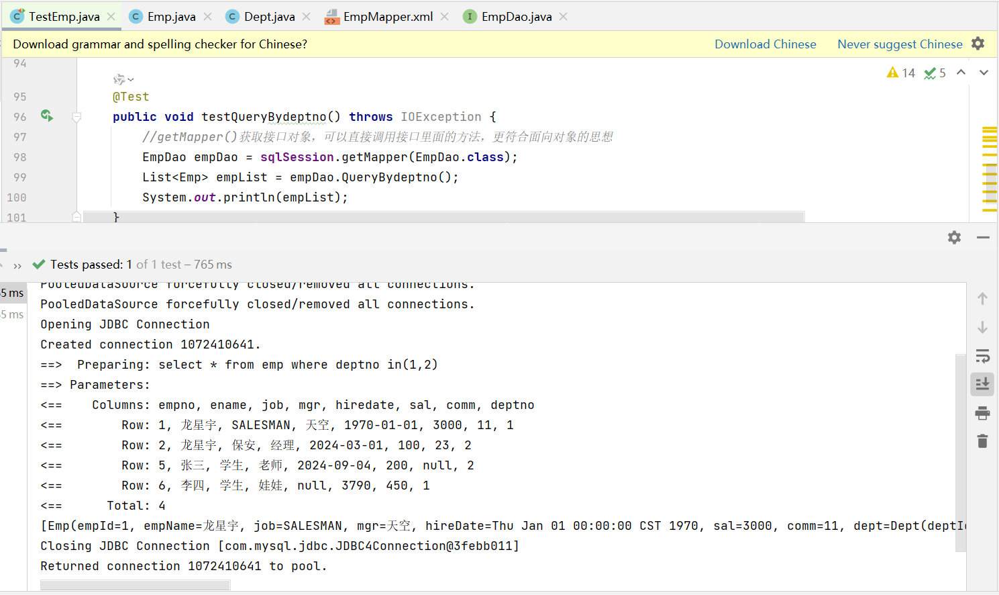 TestEmp.java Emp.java Dept.java EmpMapper.xml EmpDao.java
Download grammar and spelling checker for Chinese? Download Chinese Never suggest Chinese
94
14 5
95 @Test
96 public void testQueryBydeptno() throws IOException {
97 //getMapper()获取接口对象，可以直接调用接口里面的方法，更符合面向对象的思想
98 EmpDao empDao = sqlSession.getMapper(EmpDao.class);
99 List<Emp> empList = empDao.QueryBydeptno();
100 System.out.println(empList);
101 }
Tests passed: 1 of 1 test – 765 ms
PooledDataSource forcefully closed/removed all connections.
5 ms
PooledDataSource forcefully closed/removed all connections.
5 ms
Opening JDBC Connection
Created connection 1072410641.
==>  Preparing: select * from emp where deptno in(1,2)
==> Parameters:
<==    Columns: empno, ename, job, mgr, hiredate, sal, comm, deptno
<==        Row: 1, 龙星宇, SALESMAN, 天空, 1970-01-01, 3000, 11, 1
<==        Row: 2, 龙星宇, 保安, 经理, 2024-03-01, 100, 23, 2
<==        Row: 5, 张三, 学生, 老师, 2024-09-04, 200, null, 2
<==        Row: 6, 李四, 学生, 娃娃, null, 3790, 450, 1
<==      Total: 4
[Emp(empId=1, empName=龙星宇, job=SALESMAN, mgr=天空, hireDate=Thu Jan 01 00:00:00 CST 1970, sal=3000, comm=11, dept=Dept(deptId
Closing JDBC Connection [com.mysql.jdbc.JDBC4Connection@3febb011]
Returned connection 1072410641 to pool.